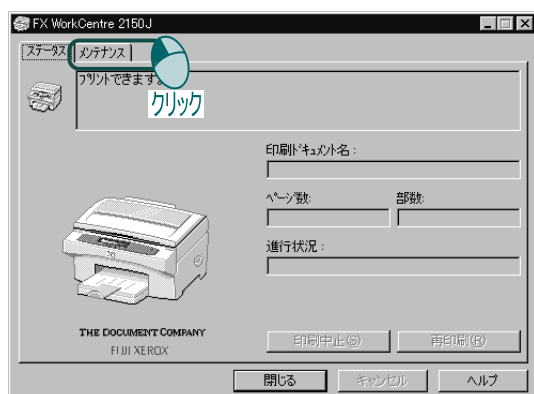 FX WorkCentre 2150J
ステータス メンテナンス
プリントできます。
クリック
印刷ドキュメント名：
ページ数: 部数:
進行状況：
THE DOCUMENT COMPANY
FUJI XEROX
印刷中止(S) 再印刷(R)
閉じる キャンセル ヘルプ